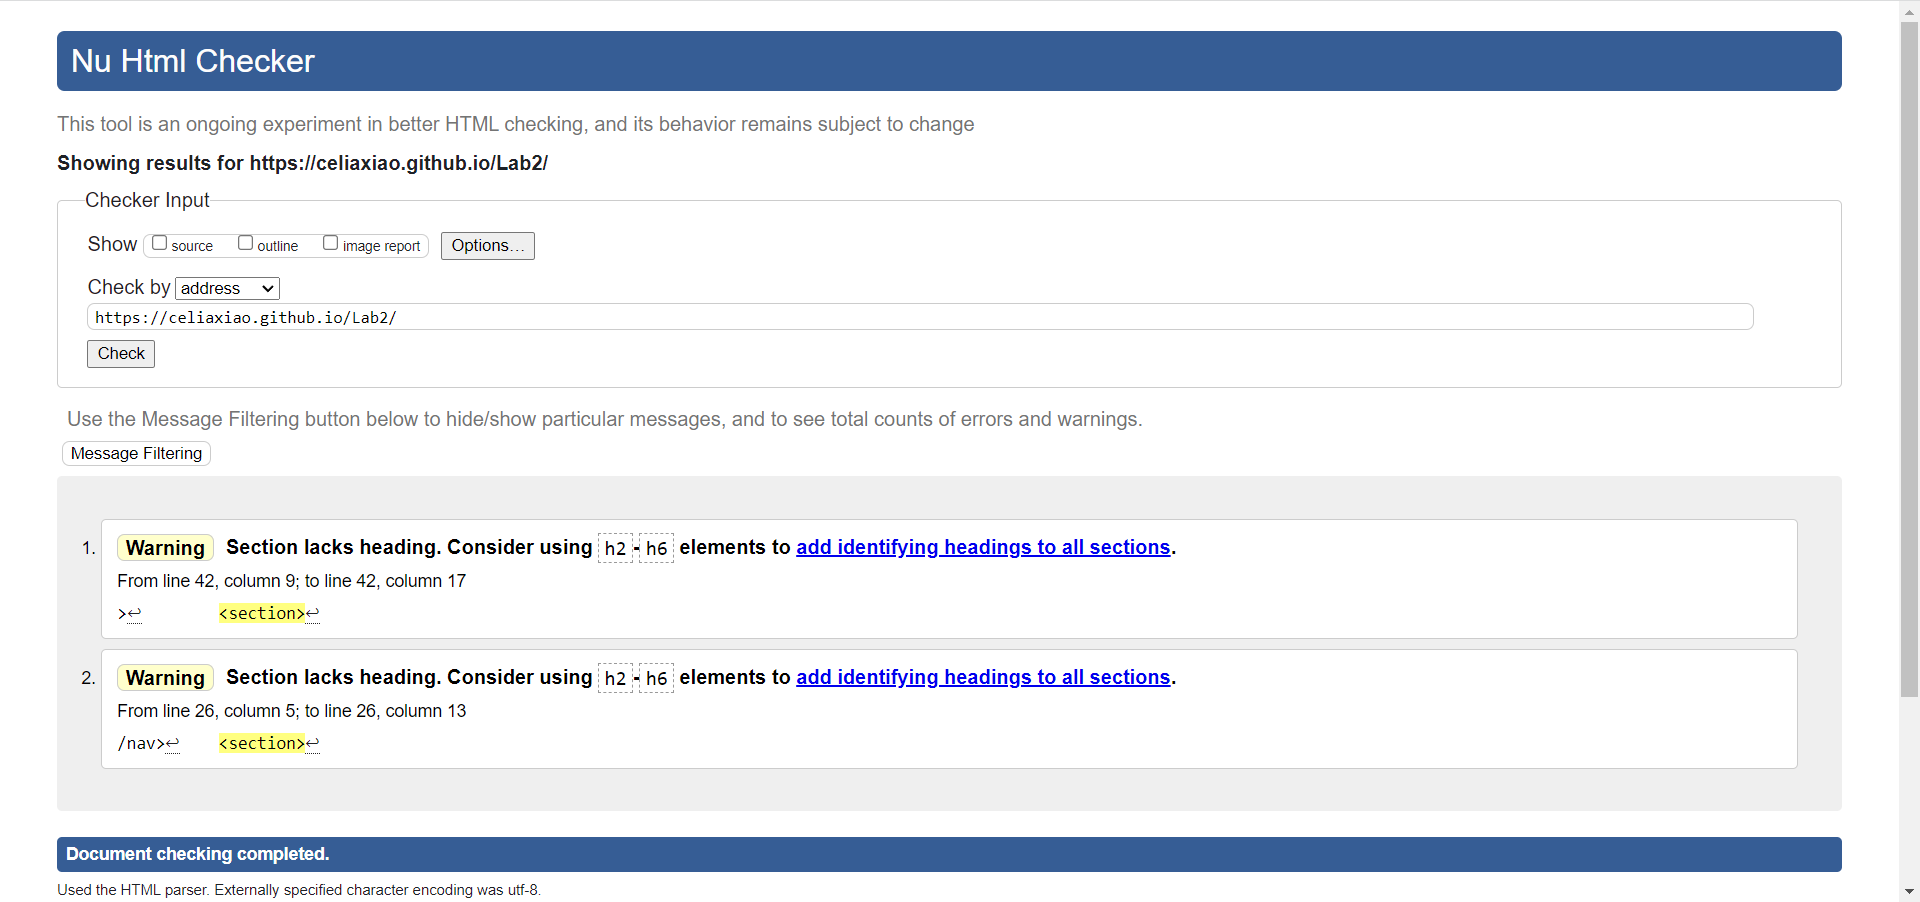 Nu Html Checker
This tool is an ongoing experiment in better HTML checking, and its behavior remains subject to change
Showing results for https://celiaxiao.github.io/Lab2/
Checker Input
Show source outline image report Options…
Check by address
https://celiaxiao.github.io/Lab2/
Check
Use the Message Filtering button below to hide/show particular messages, and to see total counts of errors and warnings.
Message Filtering
1. Warning Section lacks heading. Consider using h2-h6 elements to add identifying headings to all sections.
From line 42, column 9; to line 42, column 17
>↩ <section>↩
2. Warning Section lacks heading. Consider using h2-h6 elements to add identifying headings to all sections.
From line 26, column 5; to line 26, column 13
/nav>↩ <section>↩
Document checking completed.
Used the HTML parser. Externally specified character encoding was utf-8.